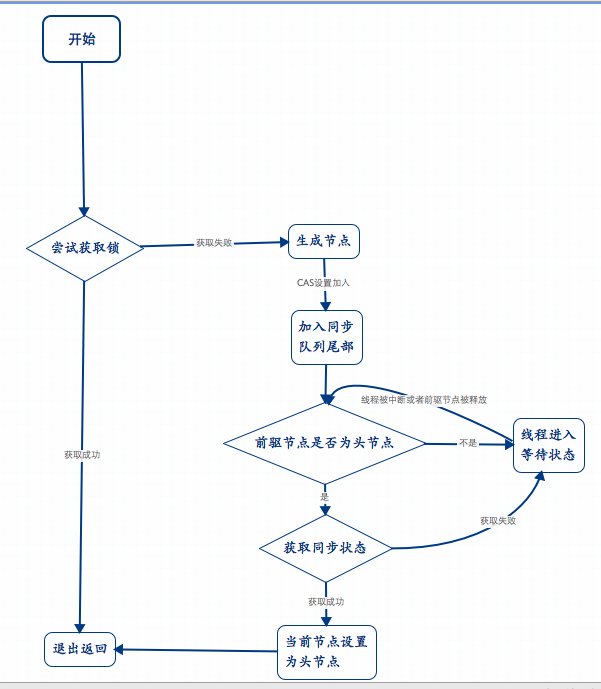 开始
尝试获取锁
获取失败
生成节点
CAS设置加入
加入同步
队列尾部
线程被中断或者前驱节点被释放
前驱节点是否为头节点
不是
线程进入
等待状态
获取成功
是
获取同步状态
获取失败
获取成功
当前节点设置
为头节点
退出返回